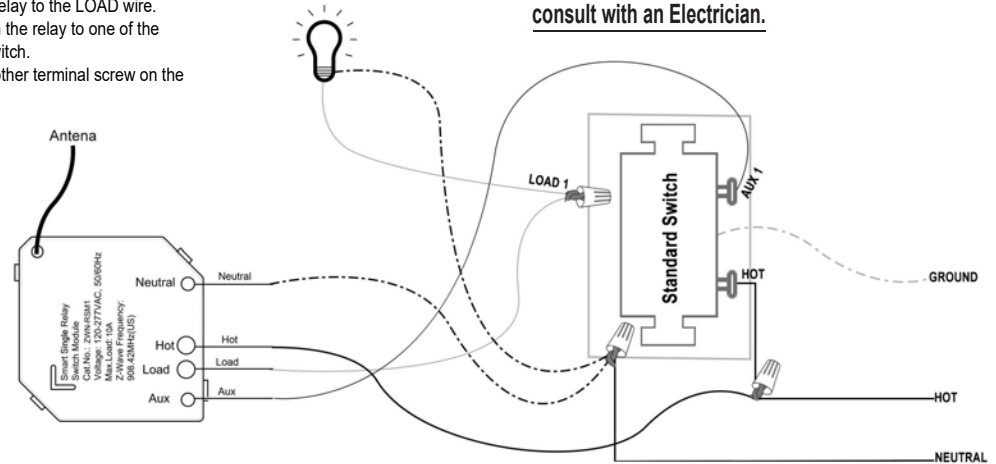 elay to the LOAD wire.
the relay to one of the
itch.
other terminal screw on the
consult with an Electrician.
Antena
LOAD 1
AUX 1
Standard Switch
HOT
GROUND
Neutral
Neutral
Hot
Hot
Load
Load
Aux
Aux
Smart Single Relay
Switch Module
Cat.No.: ZWN-RSM1
Voltage: 120-277VAC, 50/60Hz
Max.Load:10A
Z-Wave Frequency:
908.42MHz(US)
HOT
NEUTRAL